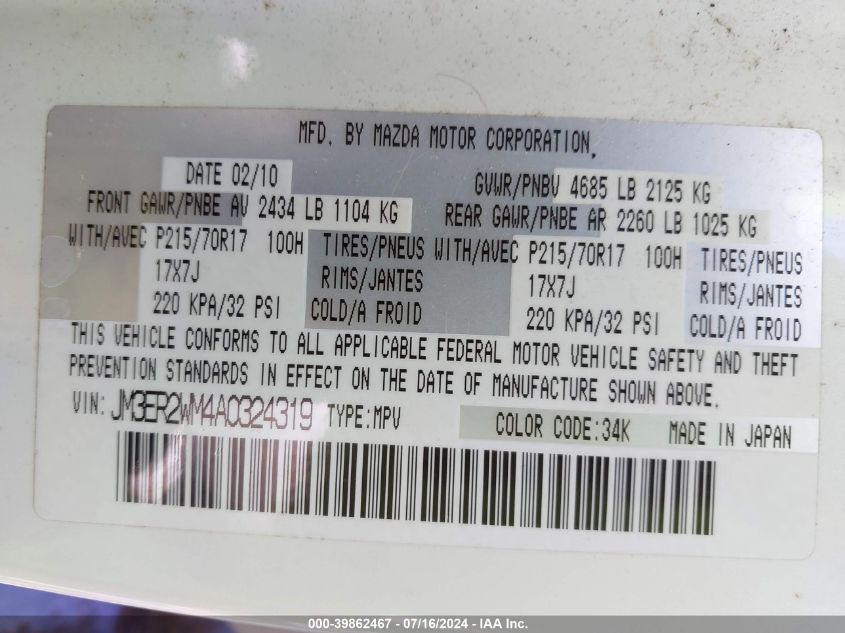 MFD. BY MAZDA MOTOR CORPORATION.
DATE 02/10 GVWR/PNBV 4685 LB 2125 KG
FRONT GAWR/PNBE AV 2434 LB 1104 KG REAR GAWR/PNBE AR 2260 LB 1025 KG
WITH/AVEC P215/70R17 100H TIRES/PNEUS WITH/AVEC P215/70R17 100H TIRES/PNEUS
17X7J RIMS/JANTES 17X7J RIMS/JANTES
220 KPA/32 PSI COLD/A FROID 220 KPA/32 PSI COLD/A FROID
THIS VEHICLE CONFORMS TO ALL APPLICABLE FEDERAL MOTOR VEHICLE SAFETY AND THEFT
PREVENTION STANDARDS IN EFFECT ON THE DATE OF MANUFACTURE SHOWN ABOVE.
VIN: JM3ER2WM4A0324319 TYPE:MPV COLOR CODE:34K MADE IN JAPAN
000-39862467 - 07/16/2024 - IAA Inc.